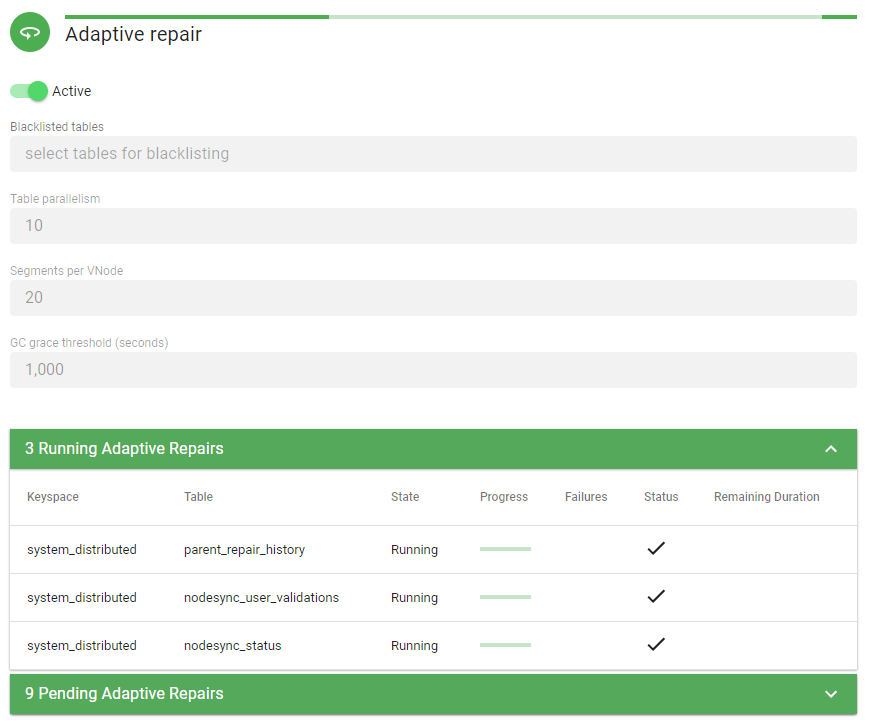 Adaptive repair
Active
Blacklisted tables
select tables for blacklisting
Table parallelism
10
Segments per VNode
20
GC grace threshold (seconds)
1,000
3 Running Adaptive Repairs
Keyspace Table State Progress Failures Status Remaining Duration
system_distributed parent_repair_history Running
system_distributed nodesync_user_validations Running
system_distributed nodesync_status Running
9 Pending Adaptive Repairs